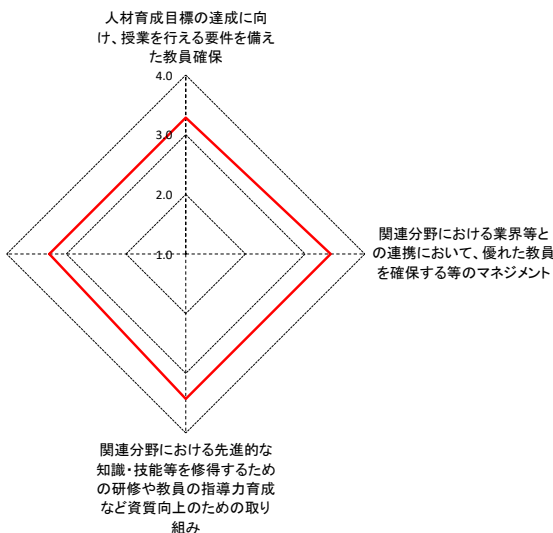 人材育成目標の達成に向
け、授業を行える要件を備え
た教員確保
4.0
3.0
2.0
1.0
関連分野における業界等と
の連携において、優れた教員
を確保する等のマネジメント
関連分野における先進的な
知識・技能等を修得するため
の研修や教員の指導力育成
など資質向上のための取り
組み